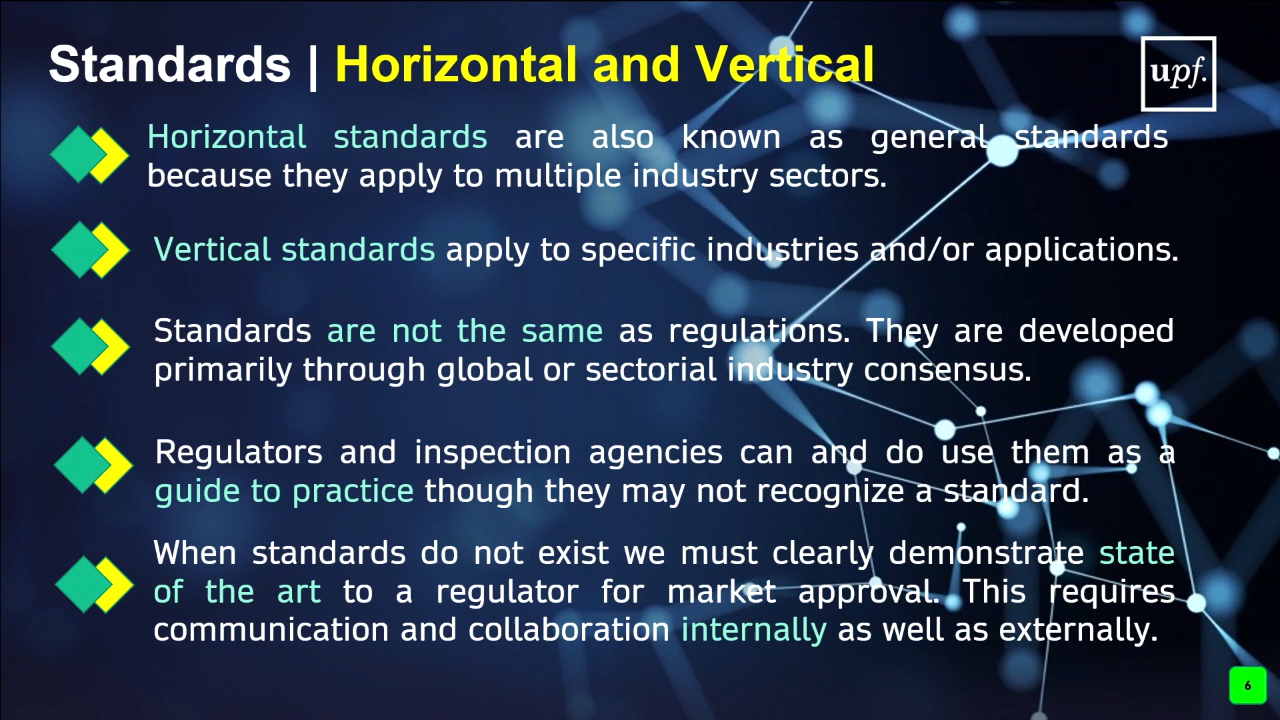 Standards | Horizontal and Vertical
upf.
Horizontal standards are also known as general standards
because they apply to multiple industry sectors.
Vertical standards apply to specific industries and/or applications.
Standards are not the same as regulations. They are developed
primarily through global or sectorial industry consensus.
Regulators and inspection agencies can and do use them as a
guide to practice though they may not recognize a standard.
When standards do not exist we must clearly demonstrate state
of the art to a regulator for market approval. This requires
communication and collaboration internally as well as externally.
6